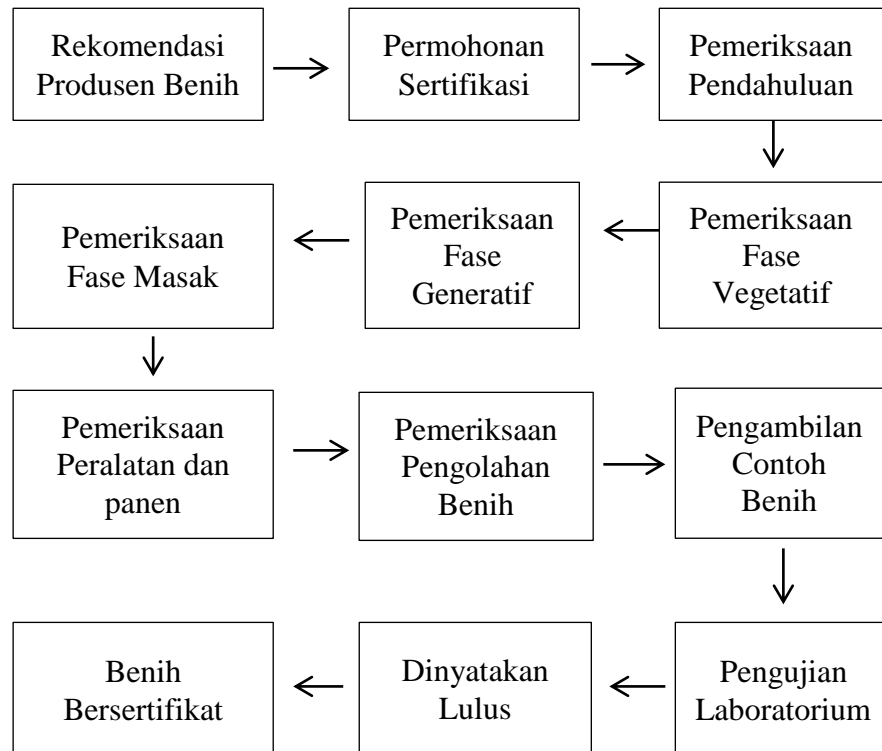 Rekomendasi
Produsen Benih
Permohonan
Sertifikasi
Pemeriksaan
Pendahuluan
Pemeriksaan
Fase
Vegetatif
Pemeriksaan
Fase
Generatif
Pemeriksaan
Fase Masak
Pemeriksaan
Peralatan dan
panen
Pemeriksaan
Pengolahan
Benih
Pengambilan
Contoh
Benih
Pengujian
Laboratorium
Dinyatakan
Lulus
Benih
Bersertifikat